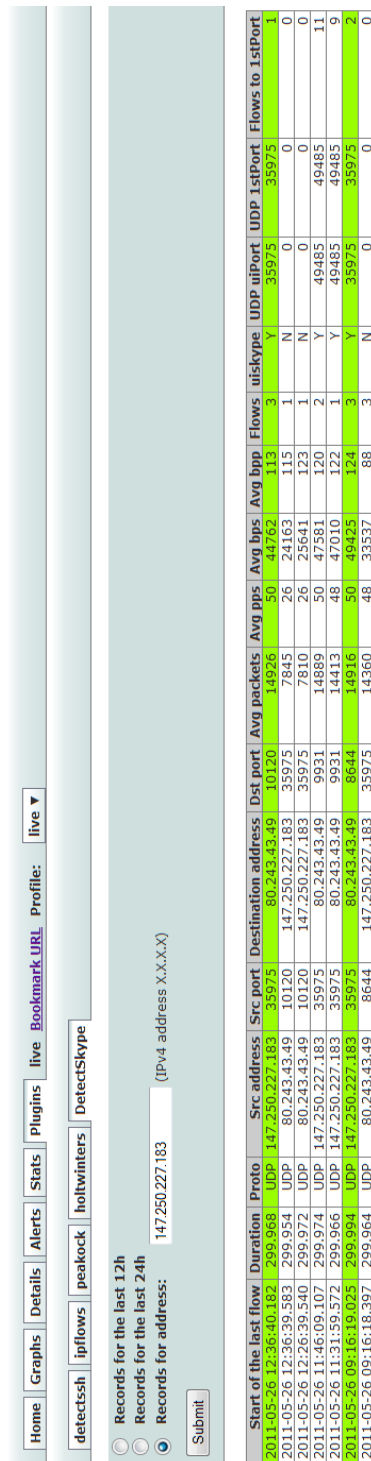 Home Graphs Details Alerts Stats Plugins live Bookmark URL Profile: live ▼
detectssh ipflows peakock holtwinters DetectSkype
Records for the last 12h
Records for the last 24h
Records for address: 147.250.227.183 (IPv4 address X.X.X.X)
Submit
Start of the last flow Duration Proto Src address Src port Destination address Dst port Avg packets Avg pps Avg bps Avg bpp Flows uiskype UDP uiPort UDP 1stPort Flows to 1stPort
2011-05-26 12:36:40.182 299.968 UDP 147.250.227.183 35975 80.243.43.49 10120 14926 50 44762 113 3 Y 35975 35975 1
2011-05-26 12:36:39.583 299.954 UDP 80.243.43.49 10120 147.250.227.183 35975 7845 26 24163 115 1 N 0 0 0
2011-05-26 12:26:39.540 299.972 UDP 80.243.43.49 10120 147.250.227.183 35975 7810 26 25641 123 1 N 0 0 0
2011-05-26 11:46:09.107 299.974 UDP 147.250.227.183 35975 80.243.43.49 9931 14889 50 47581 120 2 Y 49485 49485 11
2011-05-26 11:31:59.572 299.966 UDP 147.250.227.183 35975 80.243.43.49 9931 14413 48 47010 122 1 Y 49485 49485 9
2011-05-26 09:16:19.025 299.994 UDP 147.250.227.183 35975 80.243.43.49 8644 14916 50 49425 124 3 Y 35975 35975 2
2011-05-26 09:16:18.397 299.964 UDP 80.243.43.49 8644 147.250.227.183 35975 14360 48 33537 88 3 N 0 0 0